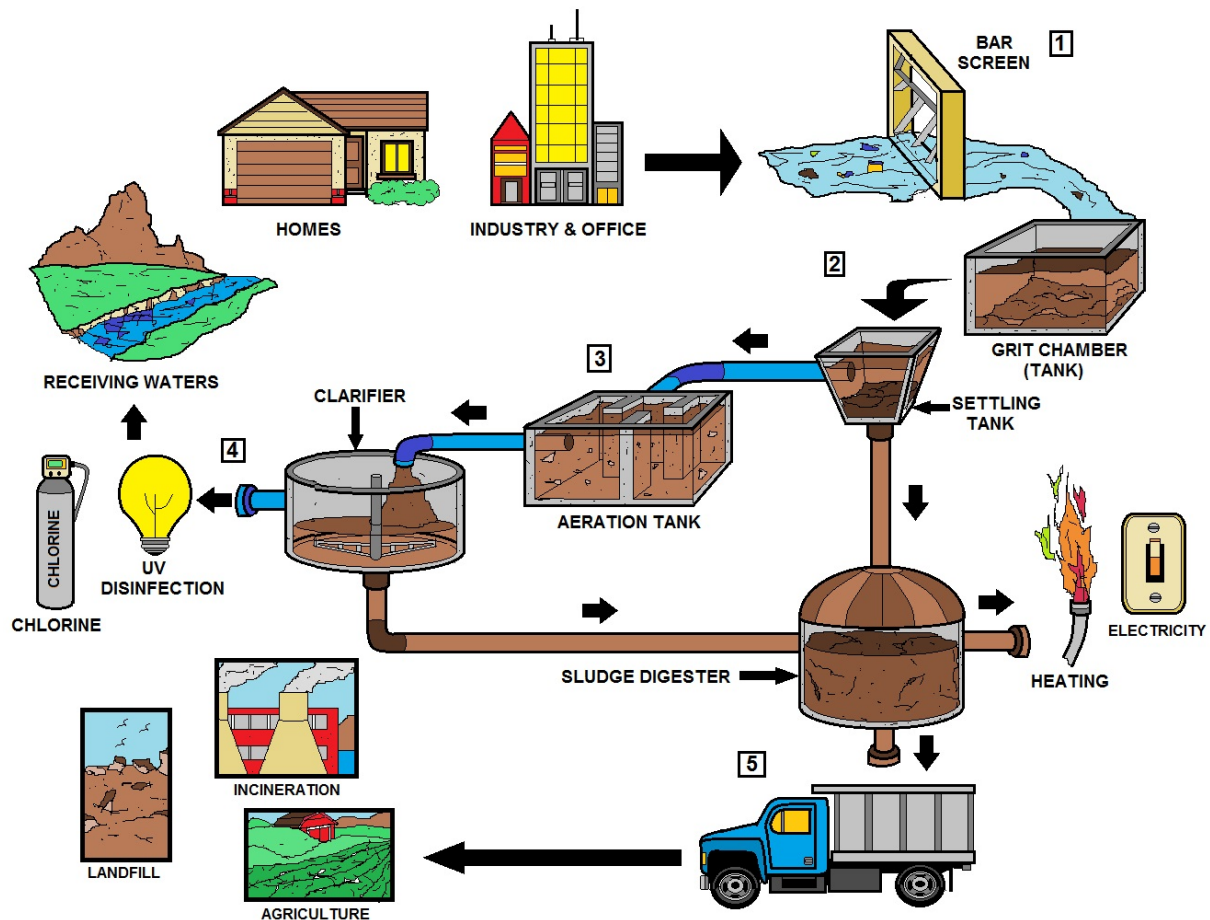 BAR
SCREEN
1
HOMES
INDUSTRY & OFFICE
2
GRIT CHAMBER
(TANK)
RECEIVING WATERS
3
SETTLING
TANK
CLARIFIER
4
AERATION TANK
CHLORINE
UV
DISINFECTION
CHLORINE
ELECTRICITY
HEATING
SLUDGE DIGESTER
5
INCINERATION
LANDFILL
AGRICULTURE